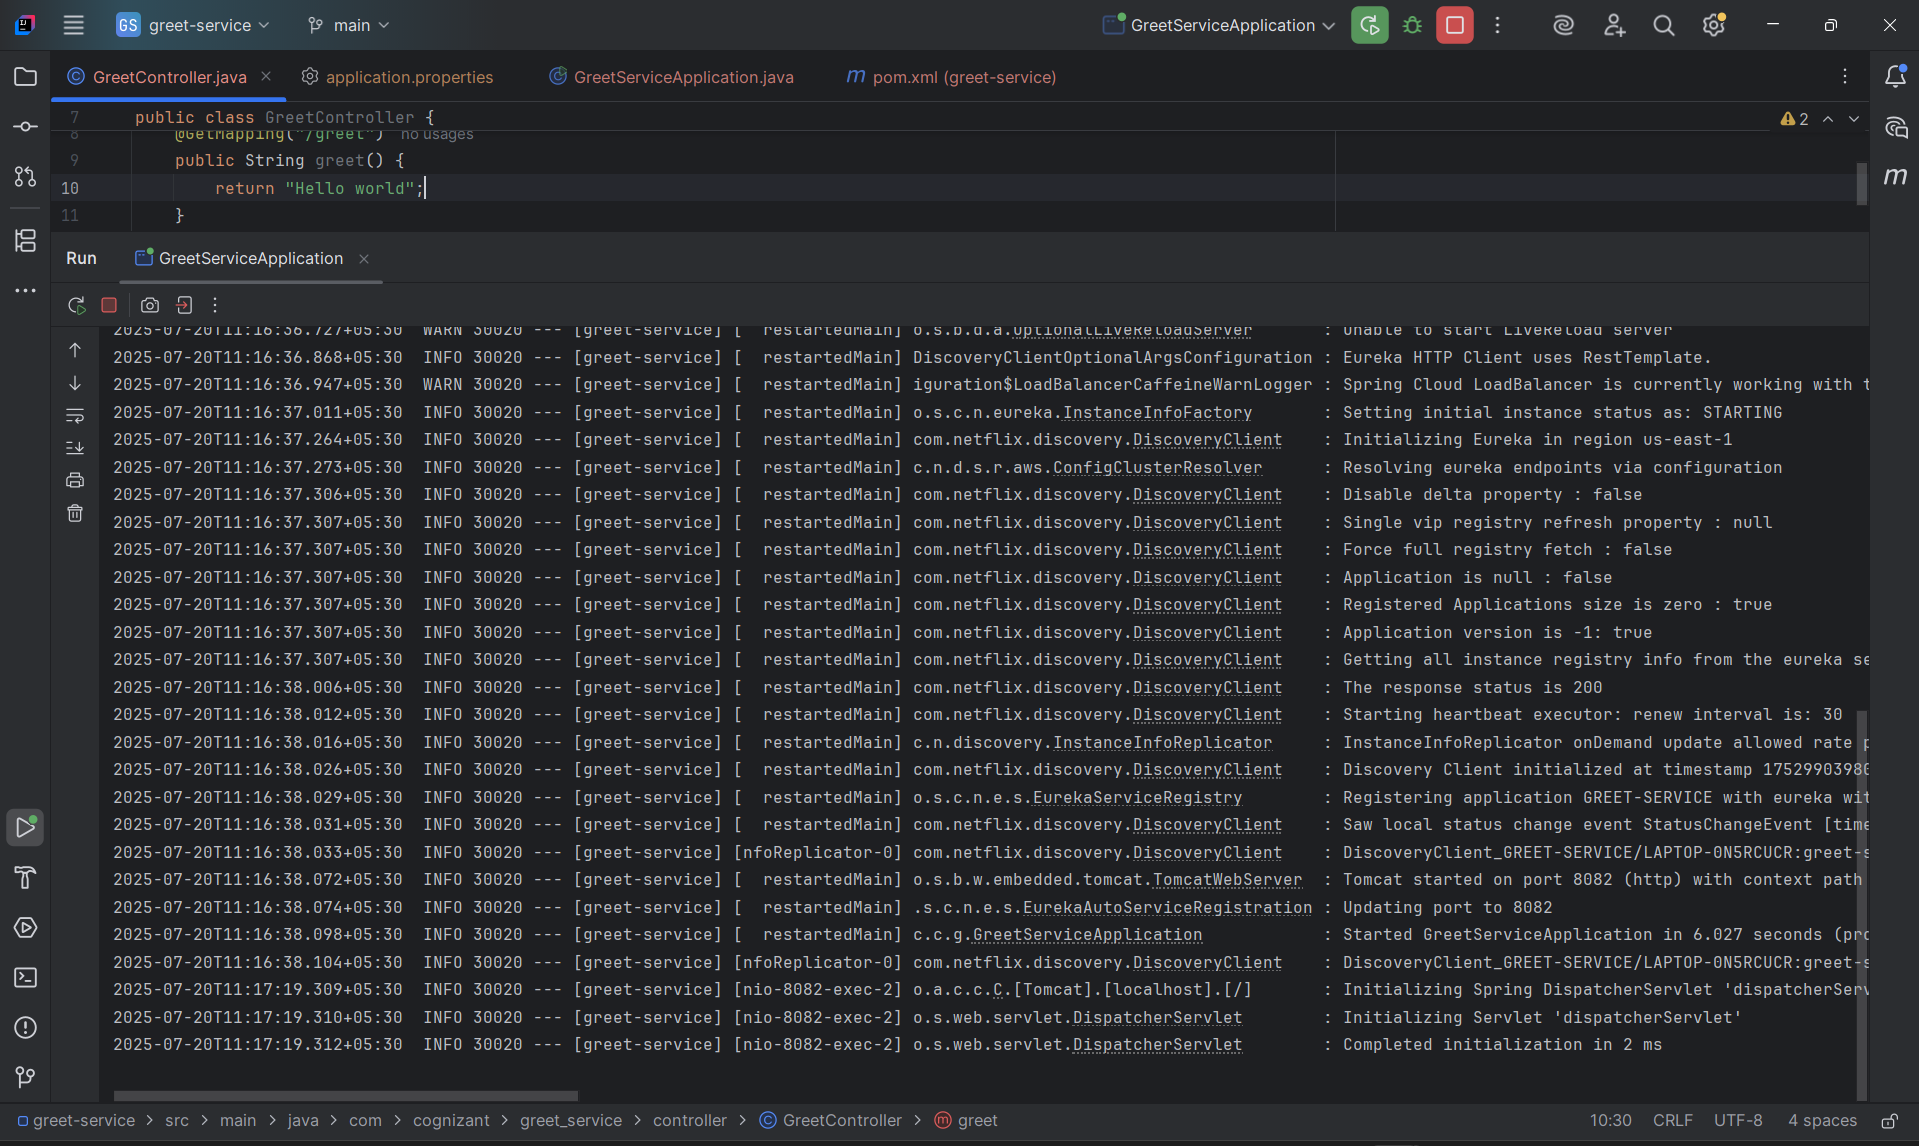 GS greet-service main GreetServiceApplication
GreetController.java application.properties GreetServiceApplication.java m pom.xml (greet-service)
7 public class GreetController {
2
8 @GetMapping("/greet") no usages
9 public String greet() {
10 return "Hello world";
11 }
m
Run GreetServiceApplication
2025-07-20T11:16:36.727+05:30 WARN 30020 --- [greet-service] [ restartedMain] o.s.b.d.a.OptionalLiveReloadServer : Unable to start LiveReload server
2025-07-20T11:16:36.868+05:30 INFO 30020 --- [greet-service] [ restartedMain] DiscoveryClientOptionalArgsConfiguration : Eureka HTTP Client uses RestTemplate.
2025-07-20T11:16:36.947+05:30 WARN 30020 --- [greet-service] [ restartedMain] iguration$LoadBalancerCaffeineWarnLogger : Spring Cloud LoadBalancer is currently working with t
2025-07-20T11:16:37.011+05:30 INFO 30020 --- [greet-service] [ restartedMain] o.s.c.n.eureka.InstanceInfoFactory : Setting initial instance status as: STARTING
2025-07-20T11:16:37.264+05:30 INFO 30020 --- [greet-service] [ restartedMain] com.netflix.discovery.DiscoveryClient : Initializing Eureka in region us-east-1
2025-07-20T11:16:37.273+05:30 INFO 30020 --- [greet-service] [ restartedMain] c.n.d.s.r.aws.ConfigClusterResolver : Resolving eureka endpoints via configuration
2025-07-20T11:16:37.306+05:30 INFO 30020 --- [greet-service] [ restartedMain] com.netflix.discovery.DiscoveryClient : Disable delta property : false
2025-07-20T11:16:37.307+05:30 INFO 30020 --- [greet-service] [ restartedMain] com.netflix.discovery.DiscoveryClient : Single vip registry refresh property : null
2025-07-20T11:16:37.307+05:30 INFO 30020 --- [greet-service] [ restartedMain] com.netflix.discovery.DiscoveryClient : Force full registry fetch : false
2025-07-20T11:16:37.307+05:30 INFO 30020 --- [greet-service] [ restartedMain] com.netflix.discovery.DiscoveryClient : Application is null : false
2025-07-20T11:16:37.307+05:30 INFO 30020 --- [greet-service] [ restartedMain] com.netflix.discovery.DiscoveryClient : Registered Applications size is zero : true
2025-07-20T11:16:37.307+05:30 INFO 30020 --- [greet-service] [ restartedMain] com.netflix.discovery.DiscoveryClient : Application version is -1: true
2025-07-20T11:16:37.307+05:30 INFO 30020 --- [greet-service] [ restartedMain] com.netflix.discovery.DiscoveryClient : Getting all instance registry info from the eureka se
2025-07-20T11:16:38.006+05:30 INFO 30020 --- [greet-service] [ restartedMain] com.netflix.discovery.DiscoveryClient : The response status is 200
2025-07-20T11:16:38.012+05:30 INFO 30020 --- [greet-service] [ restartedMain] com.netflix.discovery.DiscoveryClient : Starting heartbeat executor: renew interval is: 30
2025-07-20T11:16:38.016+05:30 INFO 30020 --- [greet-service] [ restartedMain] c.n.discovery.InstanceInfoReplicator : InstanceInfoReplicator onDemand update allowed rate p
2025-07-20T11:16:38.026+05:30 INFO 30020 --- [greet-service] [ restartedMain] com.netflix.discovery.DiscoveryClient : Discovery Client initialized at timestamp 17529903980
2025-07-20T11:16:38.029+05:30 INFO 30020 --- [greet-service] [ restartedMain] o.s.c.n.e.s.EurekaServiceRegistry : Registering application GREET-SERVICE with eureka wit
2025-07-20T11:16:38.031+05:30 INFO 30020 --- [greet-service] [ restartedMain] com.netflix.discovery.DiscoveryClient : Saw local status change event StatusChangeEvent [time
2025-07-20T11:16:38.033+05:30 INFO 30020 --- [greet-service] [nfoReplicator-0] com.netflix.discovery.DiscoveryClient : DiscoveryClient_GREET-SERVICE/LAPTOP-0N5RCUCR:greet-s
2025-07-20T11:16:38.072+05:30 INFO 30020 --- [greet-service] [ restartedMain] o.s.b.w.embedded.tomcat.TomcatWebServer : Tomcat started on port 8082 (http) with context path
2025-07-20T11:16:38.074+05:30 INFO 30020 --- [greet-service] [ restartedMain] .s.c.n.e.s.EurekaAutoServiceRegistration : Updating port to 8082
2025-07-20T11:16:38.098+05:30 INFO 30020 --- [greet-service] [ restartedMain] c.c.g.GreetServiceApplication : Started GreetServiceApplication in 6.027 seconds (pro
2025-07-20T11:16:38.104+05:30 INFO 30020 --- [greet-service] [nfoReplicator-0] com.netflix.discovery.DiscoveryClient : DiscoveryClient_GREET-SERVICE/LAPTOP-0N5RCUCR:greet-s
2025-07-20T11:17:19.309+05:30 INFO 30020 --- [greet-service] [nio-8082-exec-2] o.a.c.c.C.[Tomcat].[localhost].[/] : Initializing Spring DispatcherServlet 'dispatcherServ
2025-07-20T11:17:19.310+05:30 INFO 30020 --- [greet-service] [nio-8082-exec-2] o.s.web.servlet.DispatcherServlet : Initializing Servlet 'dispatcherServlet'
2025-07-20T11:17:19.312+05:30 INFO 30020 --- [greet-service] [nio-8082-exec-2] o.s.web.servlet.DispatcherServlet : Completed initialization in 2 ms
greet-service > src > main > java > com > cognizant > greet_service > controller > GreetController > greet 10:30 CRLF UTF-8 4 spaces